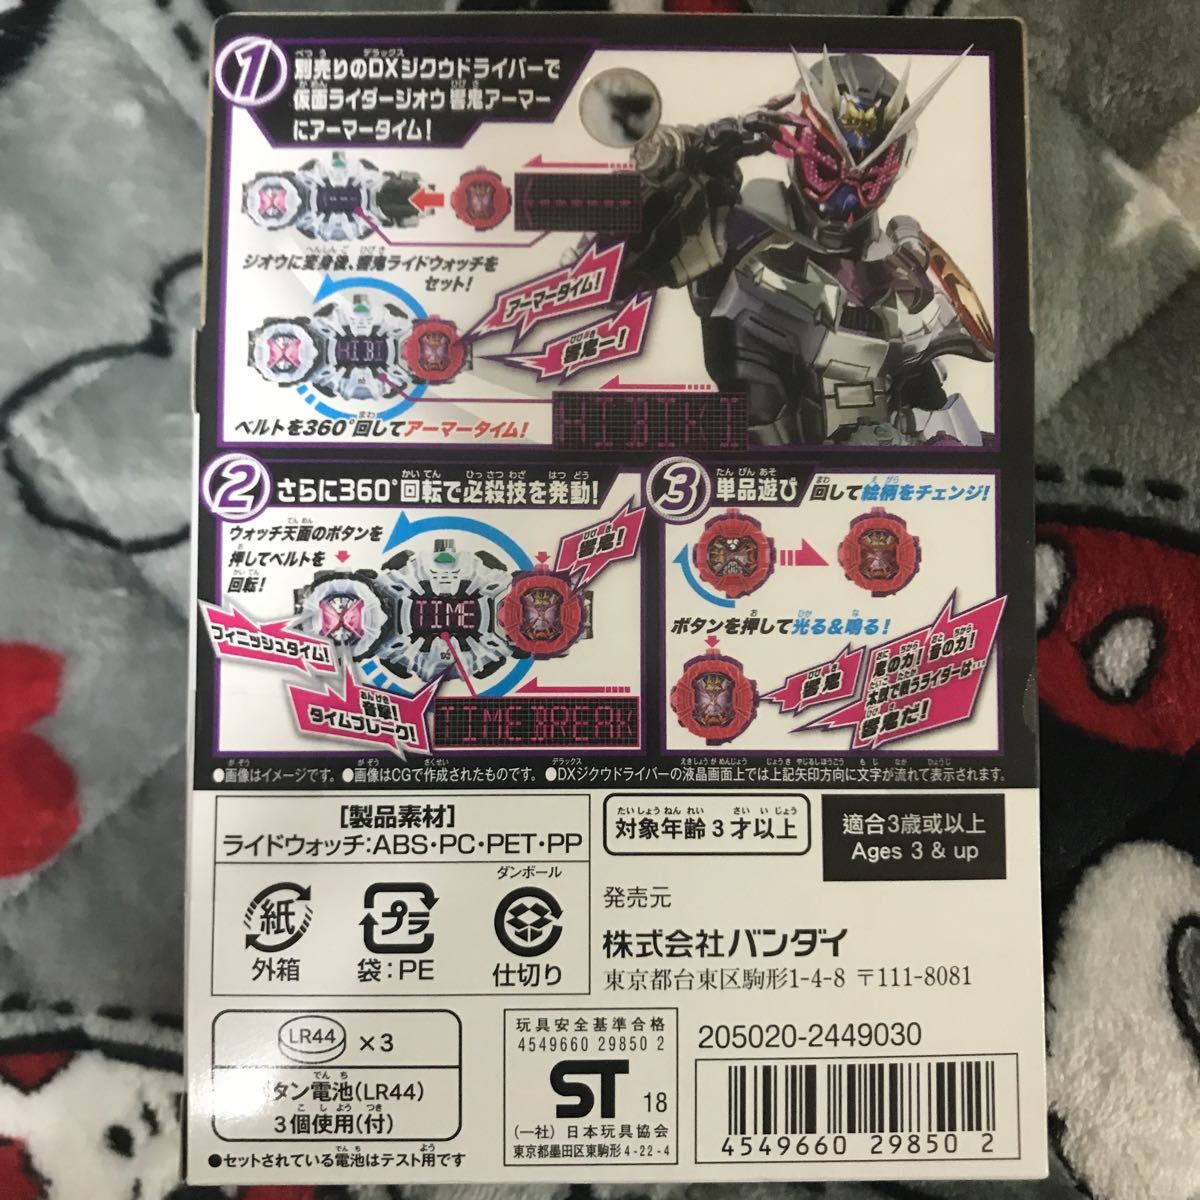 1
別売りのDXジクウドライバーで
仮面ライダージオウ 響鬼アーマー
にアーマータイム!
ジオウに変身後、響鬼ライドウォッチを
セット!
アーマータイム!
響鬼ー!
HIBI
HIBIKI
ベルトを360°回してアーマータイム!
2 さらに360°回転で必殺技を発動!
ウォッチ天面のボタンを
押してベルトを
回転!
響鬼!
TIME
フィニッシュタイム!
音撃!
タイムブレーク!
TIME BREAK
3 単品遊び 回して絵柄をチェンジ!
ボタンを押して光る&鳴る!
響鬼
鬼の力!音の力!
太鼓で戦うライダーは…
響鬼だ!
●画像はイメージです。 ●画像はCGで作成されたものです。 ●DXジクウドライバーの液晶画面上では上記矢印方向に文字が流れて表示されます。
[製品素材]
ライドウォッチ:ABS・PC・PET・PP
紙
外箱
プラ
袋:PE
ダンボール
仕切り
対象年齢3才以上
適合3歳或以上
Ages 3 & up
発売元
株式会社バンダイ
東京都台東区駒形1-4-8 〒111-8081
LR44 ×3
タン電池(LR44)
3個使用(付)
●セットされている電池はテスト用です
玩具安全基準合格
4549660 29850 2
ST 18
(一社)日本玩具協会
東京都墨田区東駒形4-22-4
205020-2449030
4549660 298502